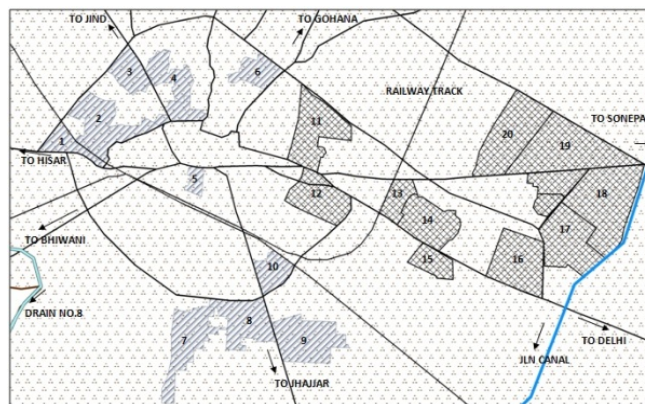 TO JIND
TO GOHANA
3
4
6
RAILWAY TRACK
2
11
TO SONEPA
20
19
1
TO HISAR
5
12
13
18
14
TO BHIWANI
17
15
16
10
DRAIN NO.8
8
7
9
TO DELHI
JLN CANAL
TO JHAJJAR